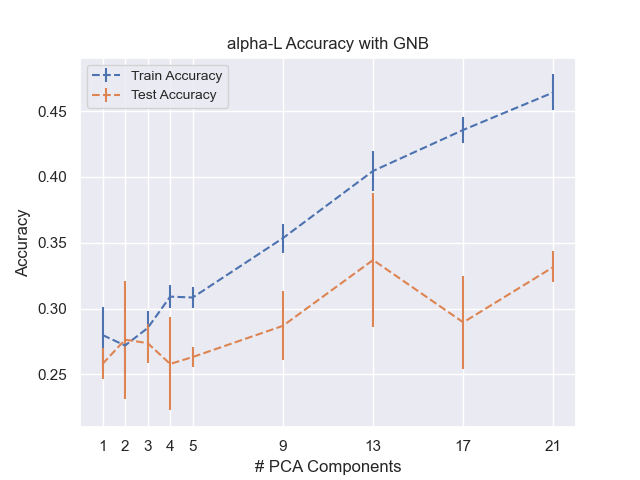 alpha-L Accuracy with GNB
Train Accuracy
Test Accuracy
0.45
0.40
0.35
0.30
0.25
Accuracy
1 2 3 4 5 9 13 17 21
# PCA Components